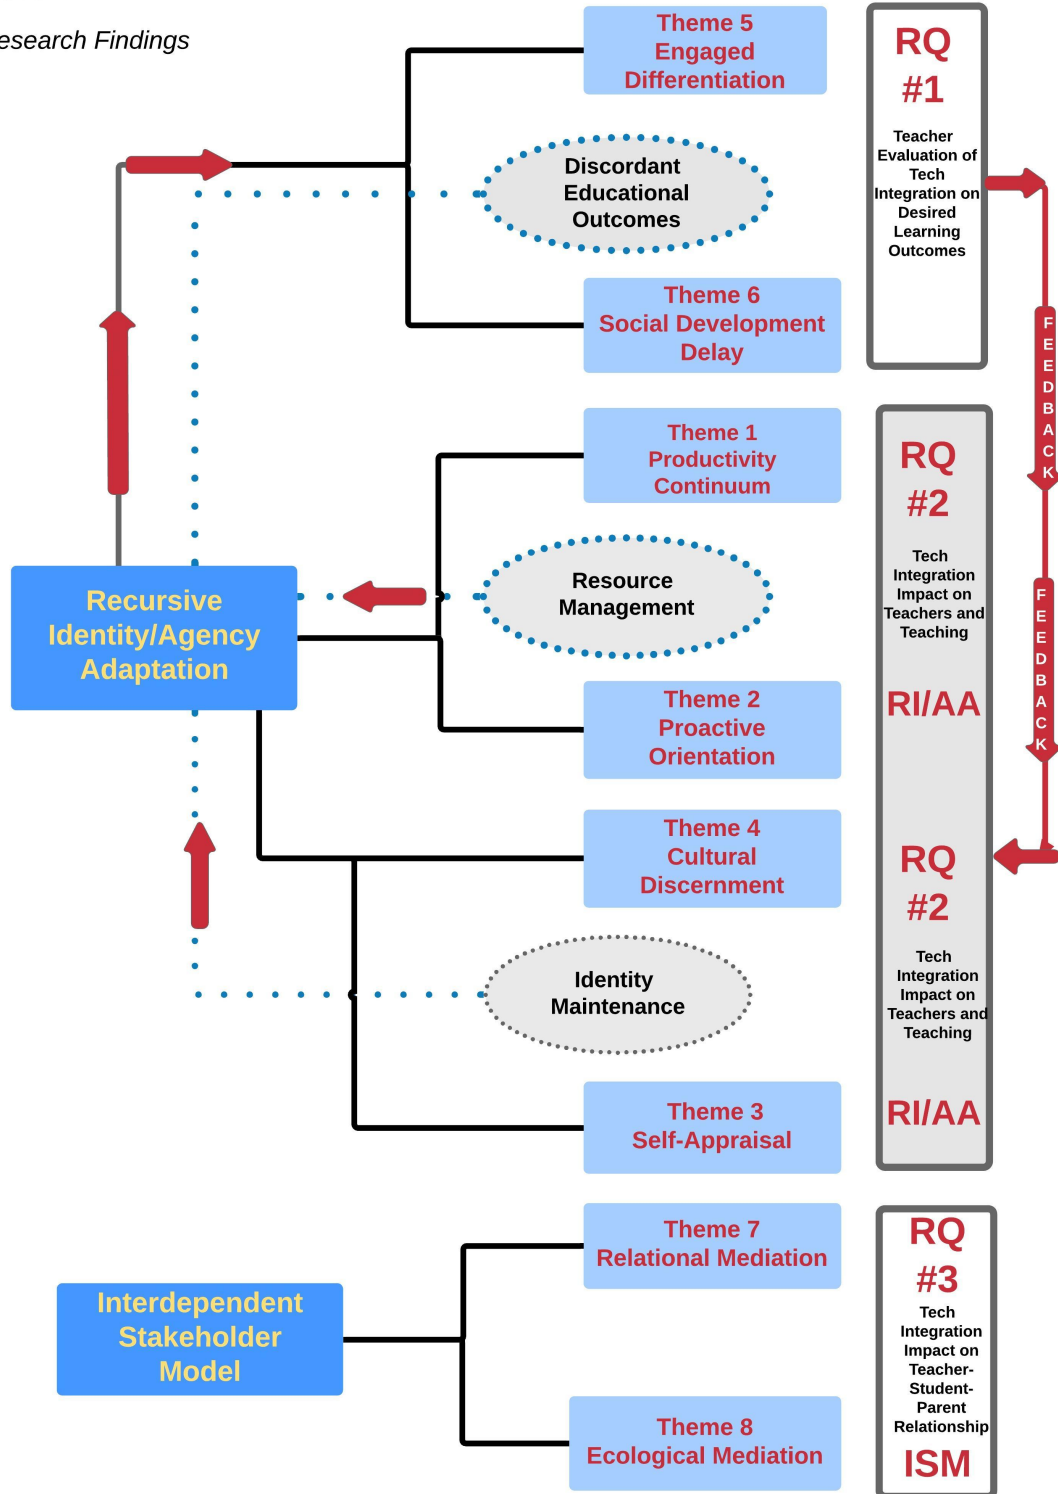 esearch Findings
Theme 5
Engaged
Differentiation
Discordant
Educational
Outcomes
Theme 6
Social Development
Delay
RQ
#1
Teacher
Evaluation of
Tech
Integration on
Desired
Learning
Outcomes
FEEDBACK
FEEDBACK
Theme 1
Productivity
Continuum
Recursive
Identity/Agency
Adaptation
Resource
Management
Theme 2
Proactive
Orientation
Theme 4
Cultural
Discernment
Identity
Maintenance
Theme 3
Self-Appraisal
RQ
#2
Tech
Integration
Impact on
Teachers and
Teaching
RI/AA
RQ
#2
Tech
Integration
Impact on
Teachers and
Teaching
RI/AA
Theme 7
Relational Mediation
Interdependent
Stakeholder
Model
Theme 8
Ecological Mediation
RQ
#3
Tech
Integration
Impact on
Teacher-
Student-
Parent
Relationship
ISM